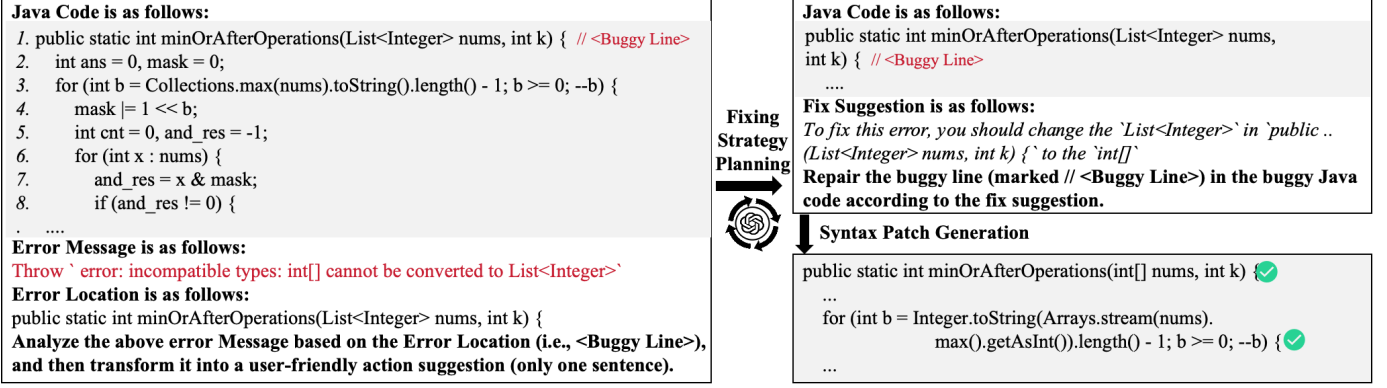 Java Code is as follows:
1. public static int minOrAfterOperations(List<Integer> nums, int k) { // <Buggy Line>
2. int ans = 0, mask = 0;
3. for (int b = Collections.max(nums).toString().length() - 1; b >= 0; --b) {
4. mask |= 1 << b;
5. int cnt = 0, and_res = -1;
6. for (int x : nums) {
7. and_res = x & mask;
8. if (and_res != 0) {
. ....
Error Message is as follows:
Throw ` error: incompatible types: int[] cannot be converted to List<Integer>`
Error Location is as follows:
public static int minOrAfterOperations(List<Integer> nums, int k) {
Analyze the above error Message based on the Error Location (i.e., <Buggy Line>),
and then transform it into a user-friendly action suggestion (only one sentence).
Fixing
Strategy
Planning
Java Code is as follows:
public static int minOrAfterOperations(List<Integer> nums,
int k) { // <Buggy Line>
....
Fix Suggestion is as follows:
To fix this error, you should change the `List<Integer>` in `public ..
(List<Integer> nums, int k) {` to the `int[]`
Repair the buggy line (marked // <Buggy Line>) in the buggy Java
code according to the fix suggestion.
Syntax Patch Generation
public static int minOrAfterOperations(int[] nums, int k) {
...
for (int b = Integer.toString(Arrays.stream(nums).
max().getAsInt()).length() - 1; b >= 0; --b) {
...